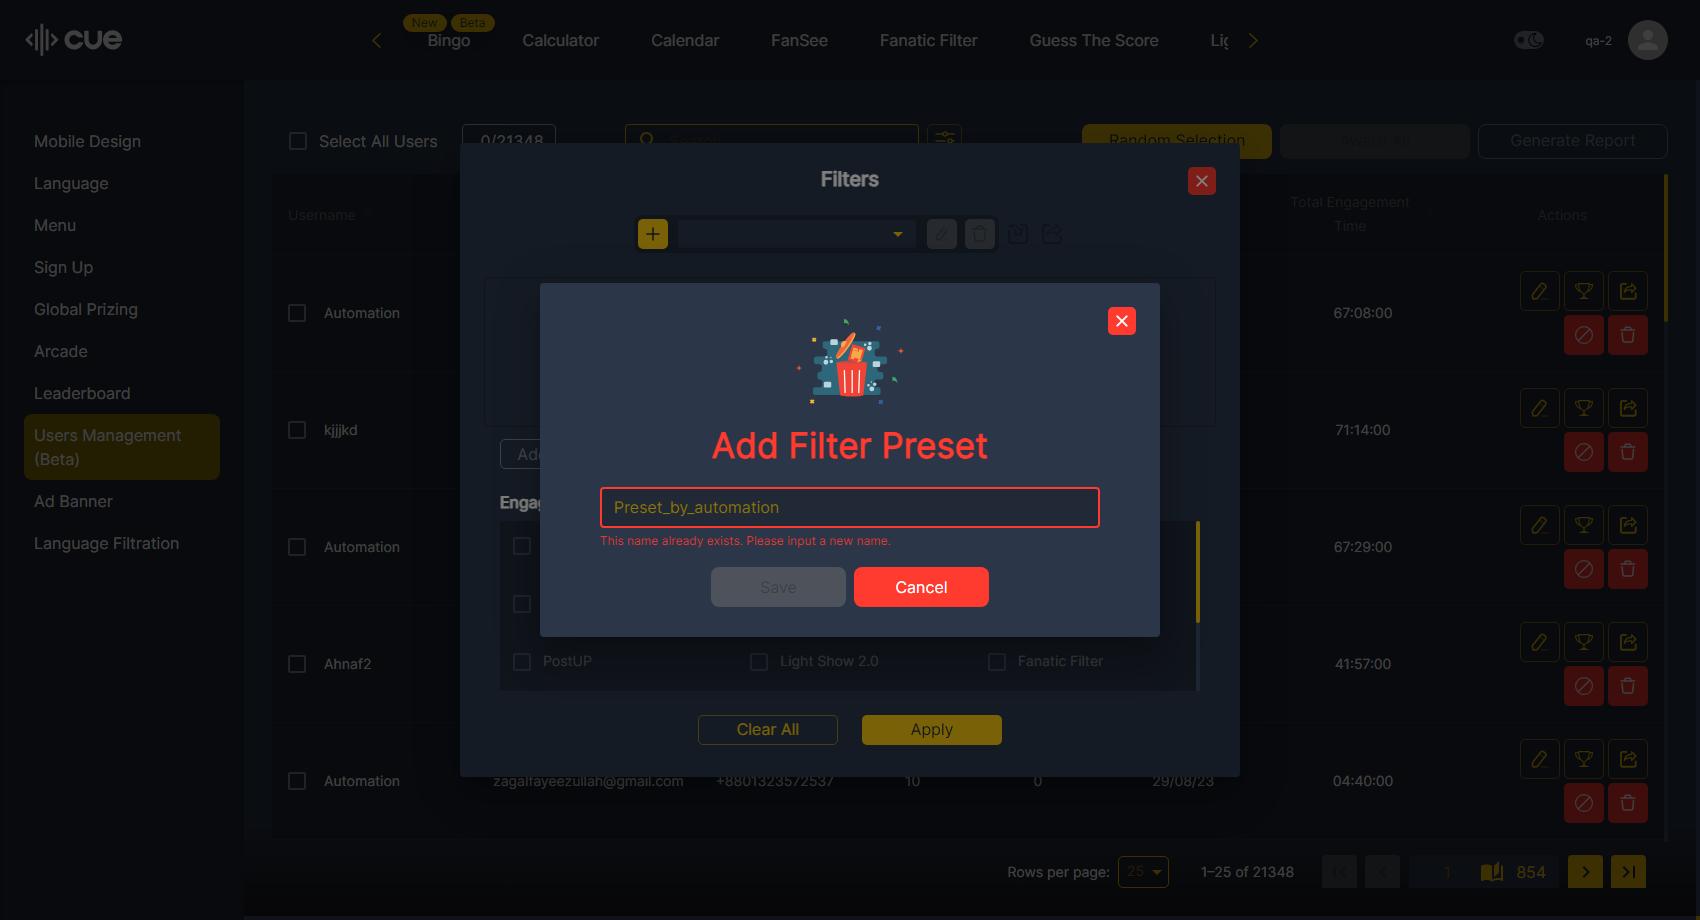 cue
New
Beta
Bingo
Calculator
Calendar
FanSee
Fanatic Filter
Guess The Score
qa-2
Mobile Design
Language
Menu
Sign Up
Global Prizing
Arcade
Leaderboard
Users Management
(Beta)
Ad Banner
Language Filtration
Select All Users
0/21348
Random Selection
Generate Report
Username
Total Engagement
Time
Actions
Filters
Automation
67:08:00
kjjjkd
71:14:00
Automation
67:29:00
Ahnaf2
41:57:00
Add Filter Preset
Preset_by_automation
This name already exists. Please input a new name.
Save
Cancel
PostUP
Light Show 2.0
Fanatic Filter
Clear All
Apply
Automation
zagalfayeezullah@gmail.com
+8801323572537
10
0
29/08/23
04:40:00
Rows per page:
25
1–25 of 21348
1
854